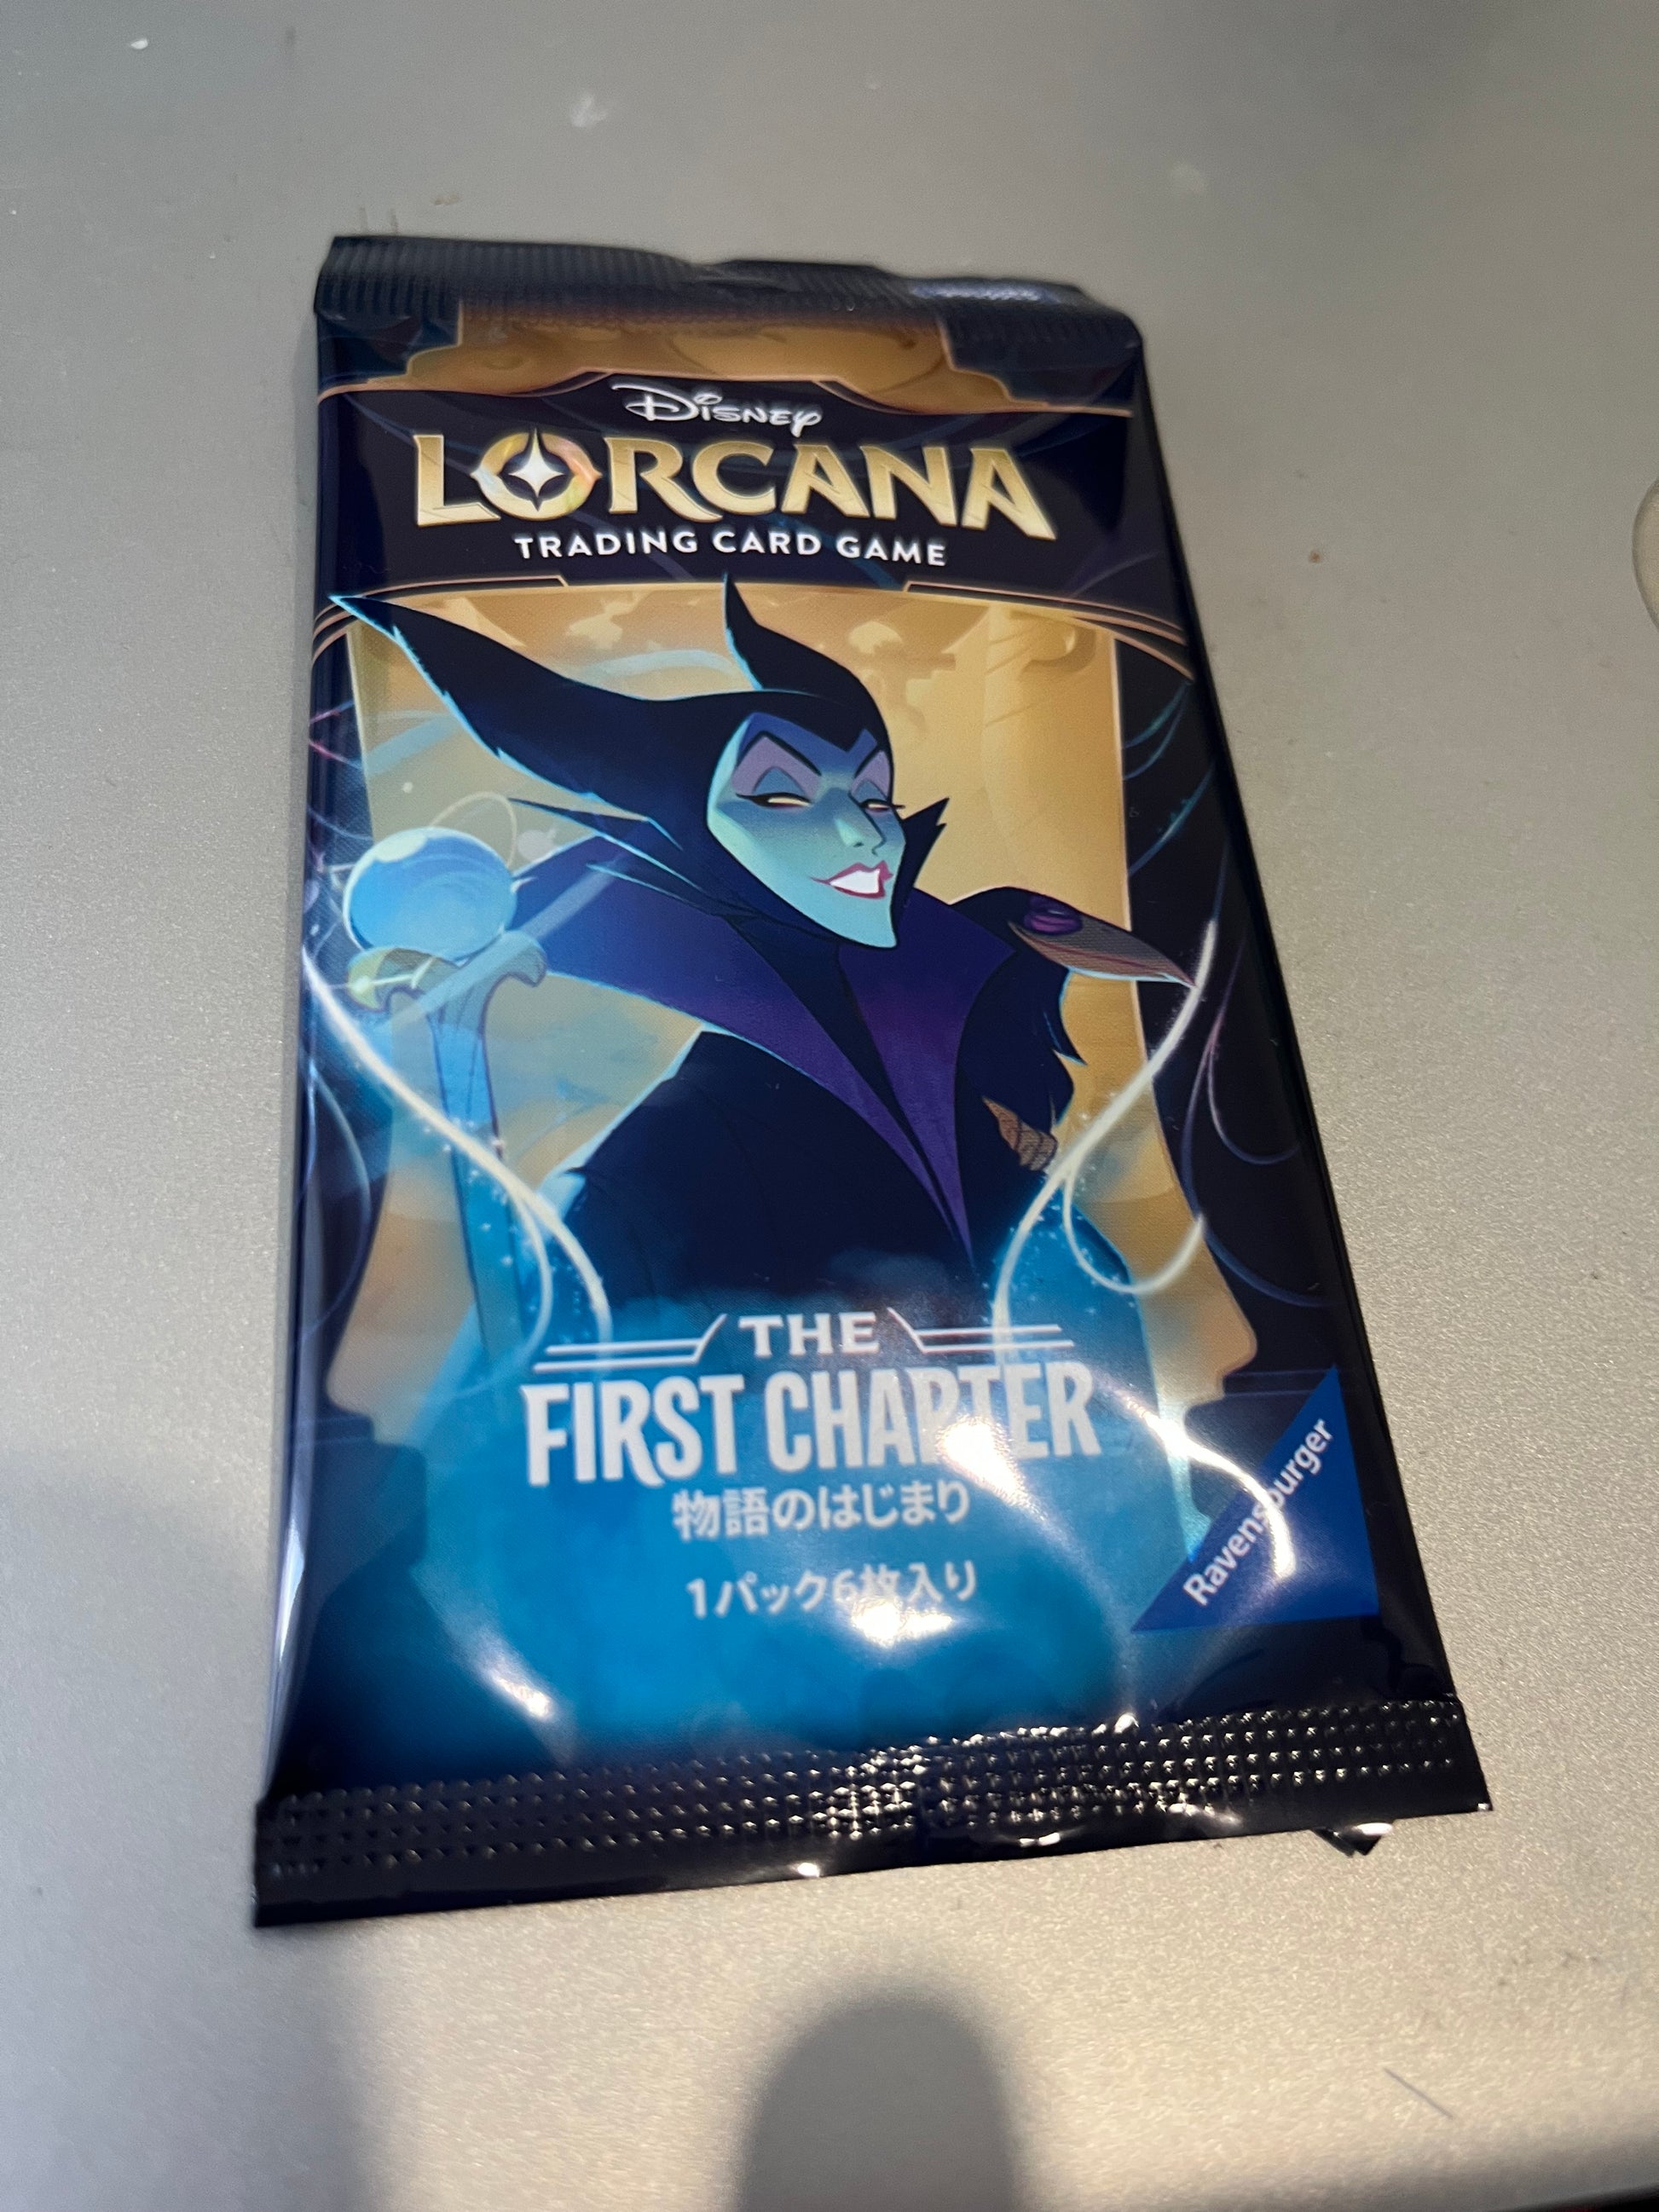 Disney
LORCANA
TRADING CARD GAME
THE
FIRST CHAPTER
物語のはじまり
1パック6枚入り
Ravensburger